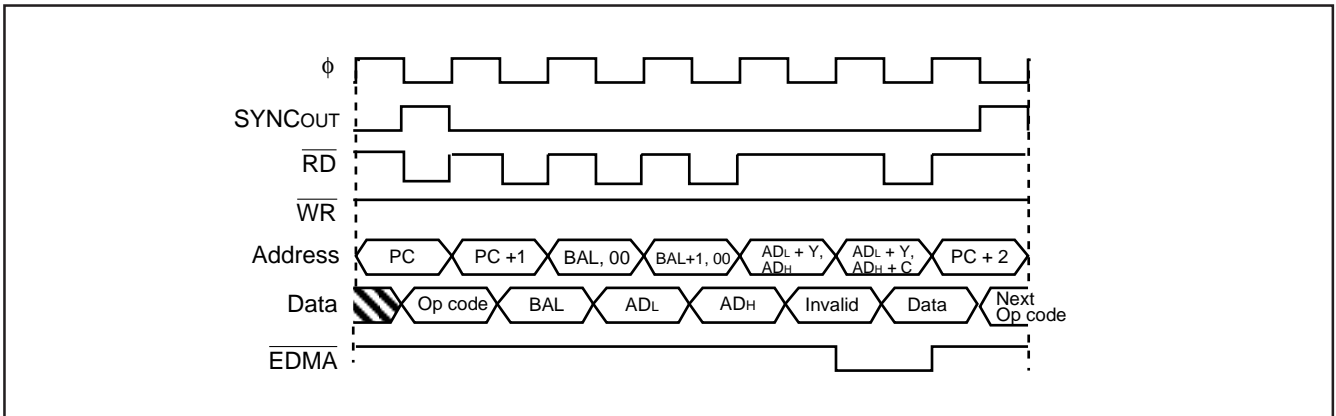 ϕ
SYNCOUT
RD
WR
Address PC PC +1 BAL, 00 BAL+1, 00 ADL + Y, ADH ADL + Y, ADH + C PC + 2
Data Op code BAL ADL ADH Invalid Data Next Op code
EDMA